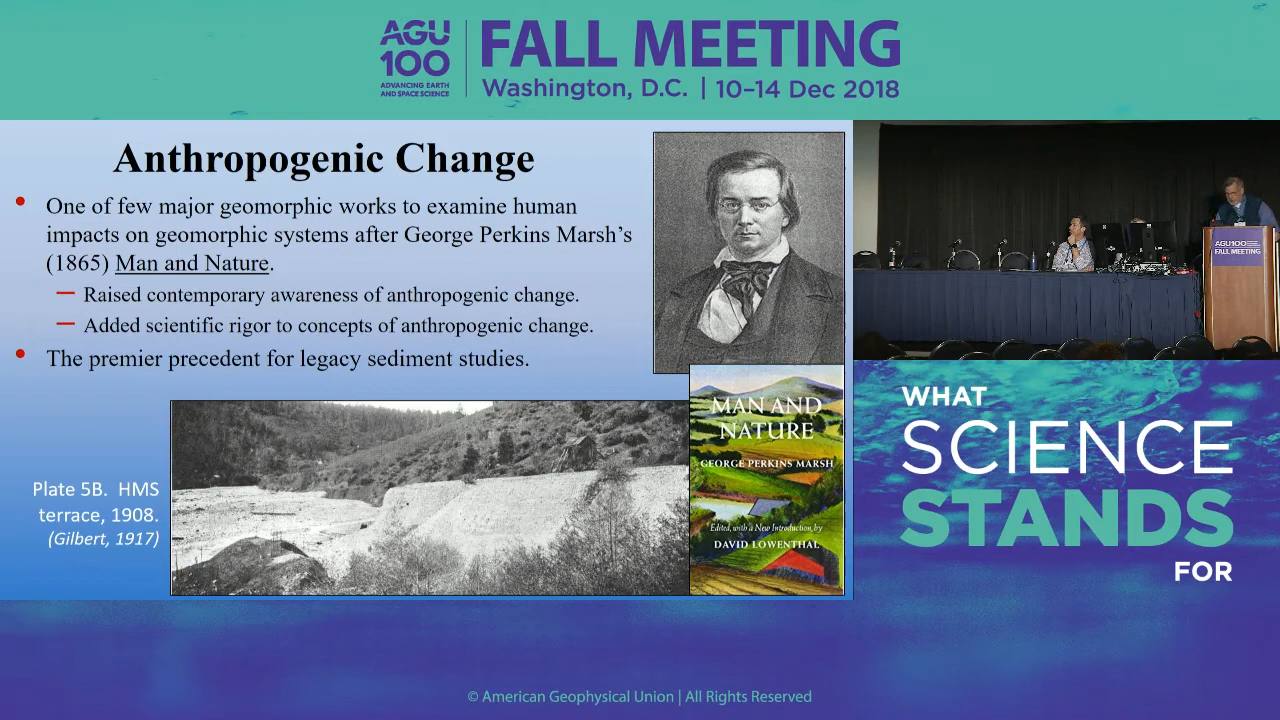 AGU
100
ADVANCING EARTH
AND SPACE SCIENCE
FALL MEETING
Washington, D.C. | 10–14 Dec 2018
Anthropogenic Change
• One of few major geomorphic works to examine human
impacts on geomorphic systems after George Perkins Marsh’s
(1865) Man and Nature.
— Raised contemporary awareness of anthropogenic change.
— Added scientific rigor to concepts of anthropogenic change.
• The premier precedent for legacy sediment studies.
Plate 5B. HMS
terrace, 1908.
(Gilbert, 1917)
MAN AND
NATURE
GEORGE PERKINS MARSH
Edited, with a New Introduction, by
DAVID LOWENTHAL
AGU100
FALL MEETING
WHAT
SCIENCE
STANDS
FOR
© American Geophysical Union | All Rights Reserved